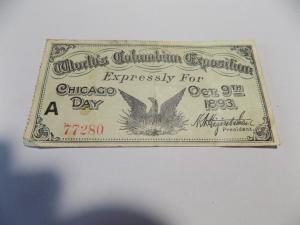 World's Columbian Exposition
Expressly For
CHICAGO DAY
OCT. 9TH 1893.
A
77280
President.